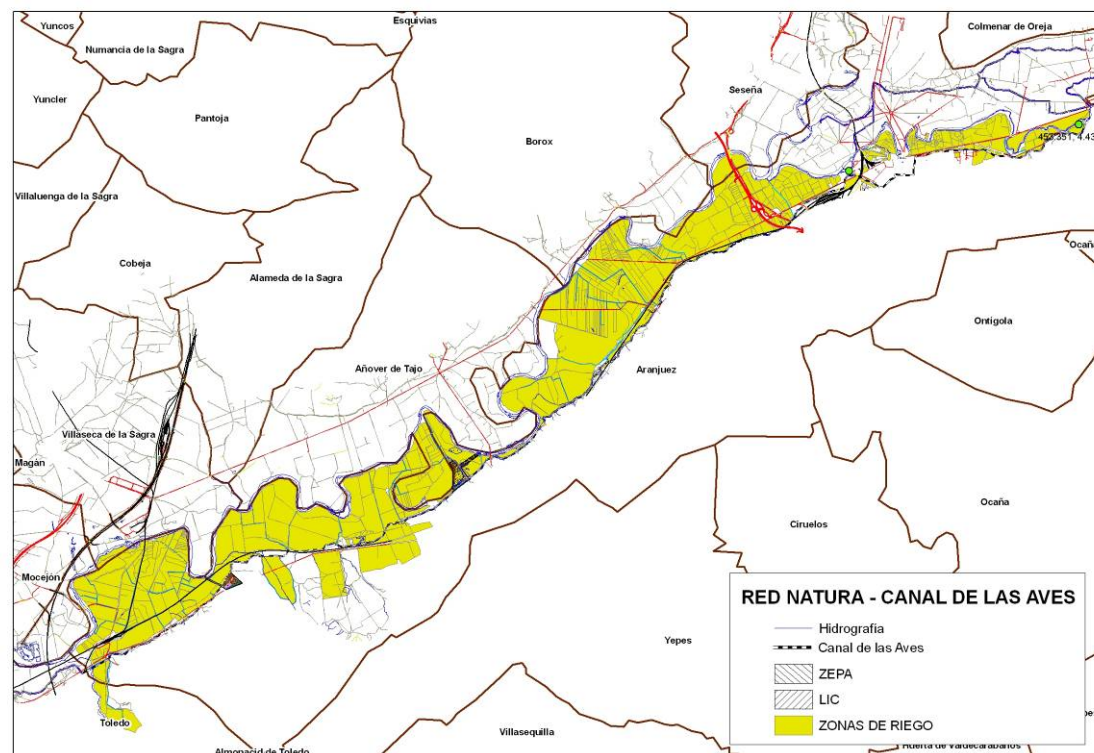 Yuncos
Esquivias
Colmenar de Oreja
Numancia de la Sagra
Yuncler
Pantoja
Seseña
Borox
453.351, 4.43
Villaluenga de la Sagra
Cobeja
Alameda de la Sagra
Ocaña
Ontígola
Añover de Tajo
Aranjuez
Villaseca de la Sagra
Magán
Ocaña
Ciruelos
Mocejón
RED NATURA - CANAL DE LAS AVES
Hidrografía
Canal de las Aves
ZEPA
LIC
ZONAS DE RIEGO
Yepes
Toledo
Villasequilla
Almonacid de Toledo
Huerta de Valdecarábanos